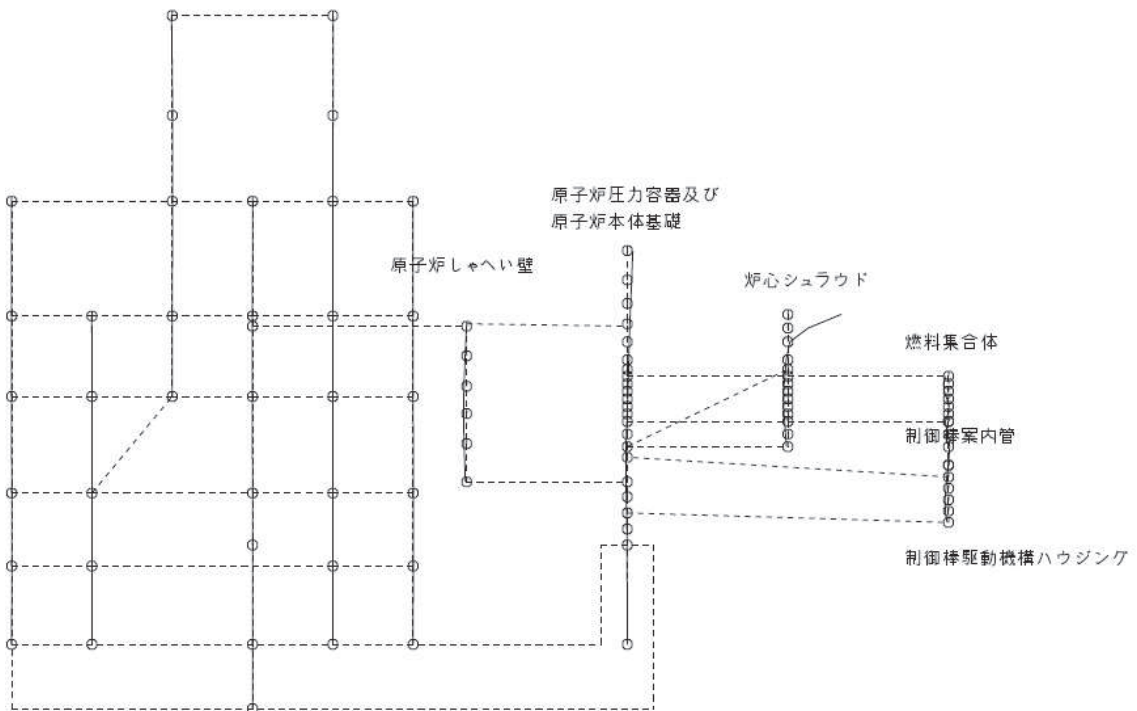 原子炉圧力容器及び
原子炉本体基礎
原子炉しゃへい壁
炉心シュラウド
燃料集合体
制御棒案内管
制御棒駆動機構ハウジング